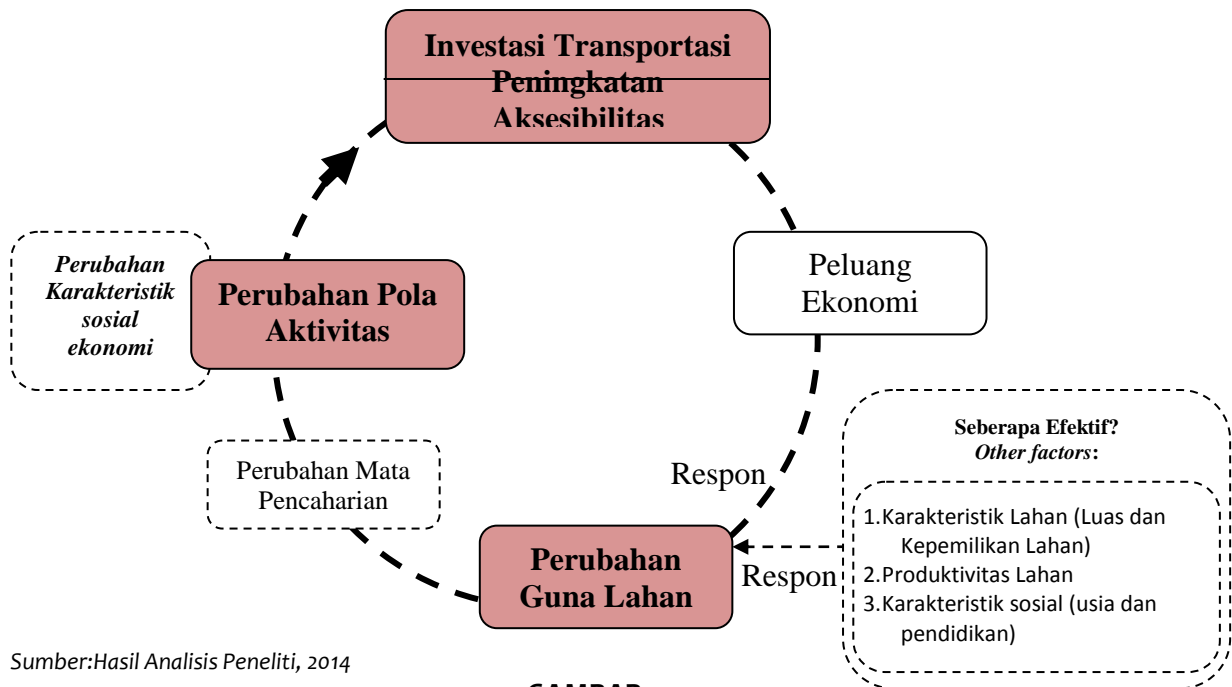 Investasi Transportasi
Peningkatan
Aksesibilitas
Perubahan
Karakteristik
sosial
ekonomi
Perubahan Pola
Aktivitas
Peluang
Ekonomi
Perubahan Mata
Pencaharian
Respon
Perubahan
Guna Lahan
Respon
Seberapa Efektif?
Other factors:
1.Karakteristik Lahan (Luas dan
Kepemilikan Lahan)
2.Produktivitas Lahan
3.Karakteristik sosial (usia dan
pendidikan)
Sumber:Hasil Analisis Peneliti, 2014
GAMBAR